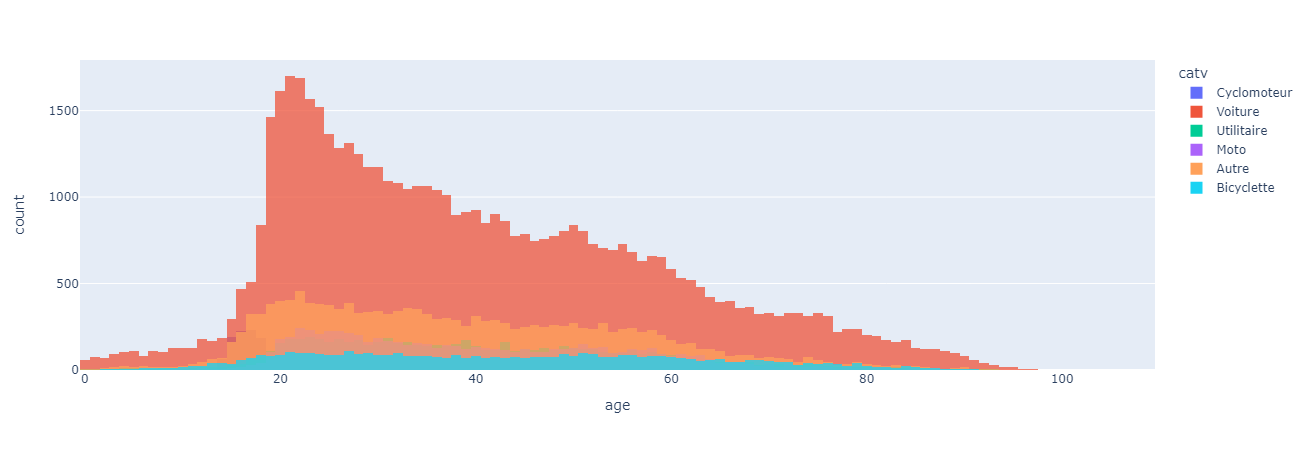 catv
Cyclomoteur
Voiture
Utilitaire
Moto
Autre
Bicyclette
1500
1000
500
0
count
0 20 40 60 80 100
age